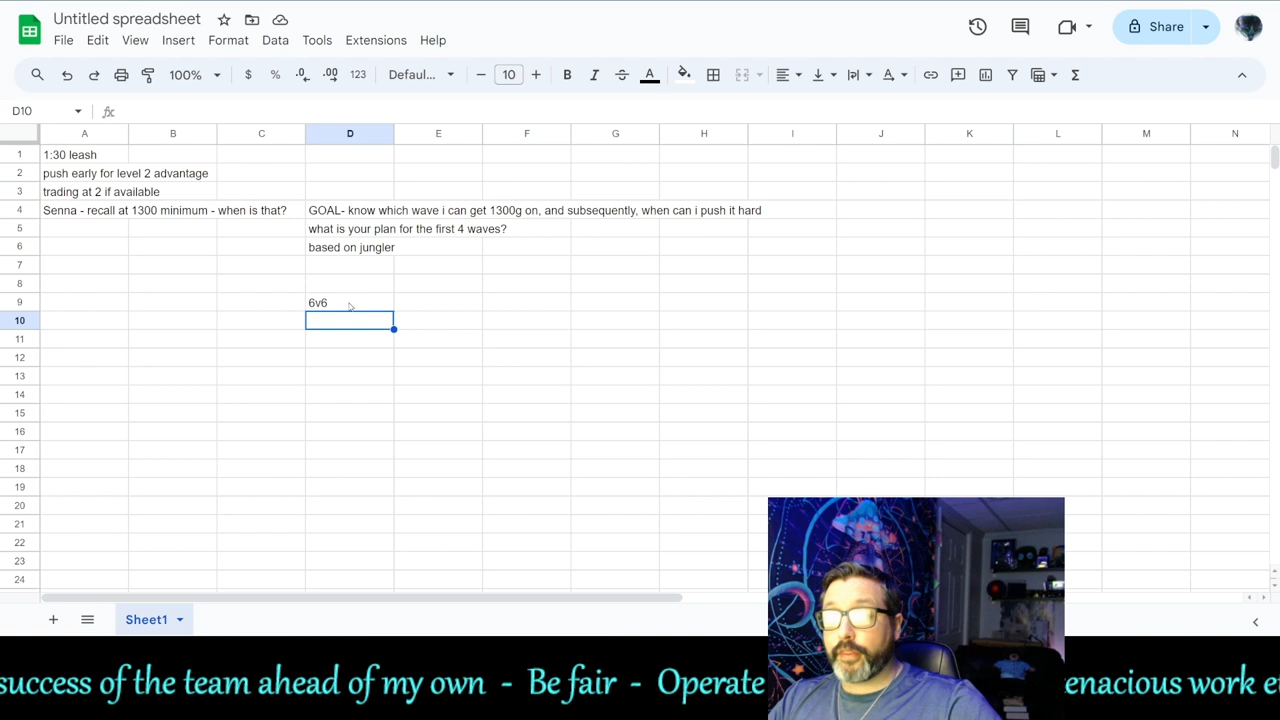 Untitled spreadsheet
File Edit View Insert Format Data Tools Extensions Help
Share
100% $ % .0 .00 123 Defaul... 10 B I A
D10 fx
A B C D E F G H I J K L M N
1 1:30 leash
2 push early for level 2 advantage
3 trading at 2 if available
4 Senna - recall at 1300 minimum - when is that? GOAL- know which wave i can get 1300g on, and subsequently, when can i push it hard
5 what is your plan for the first 4 waves?
6 based on jungler
7
8
9 6v6
10
11
12
13
14
15
16
17
18
19
20
21
22
23
24
Sheet1
success of the team ahead of my own - Be fair - Operate enacious work e